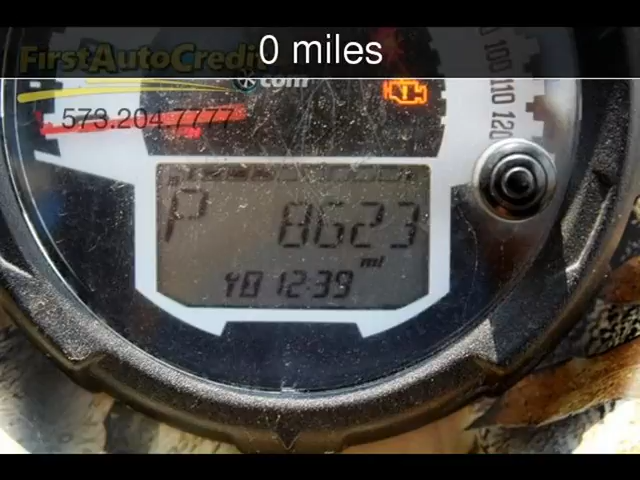 0 miles
FirstAutoCredit
.com
573.204.7777
100 110 120
P 8623
mi
12:39